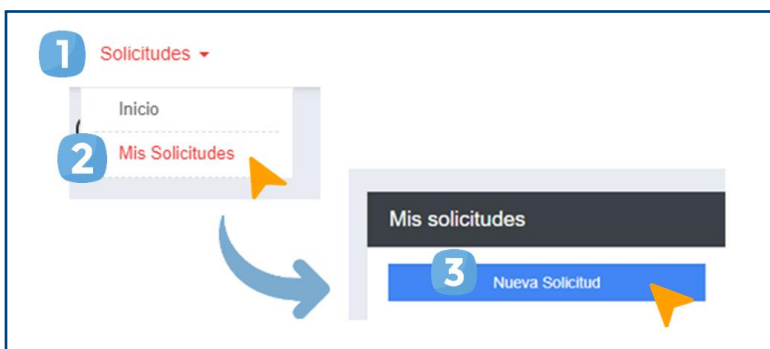 1 Solicitudes
Inicio
2 Mis Solicitudes
Mis solicitudes
3 Nueva Solicitud